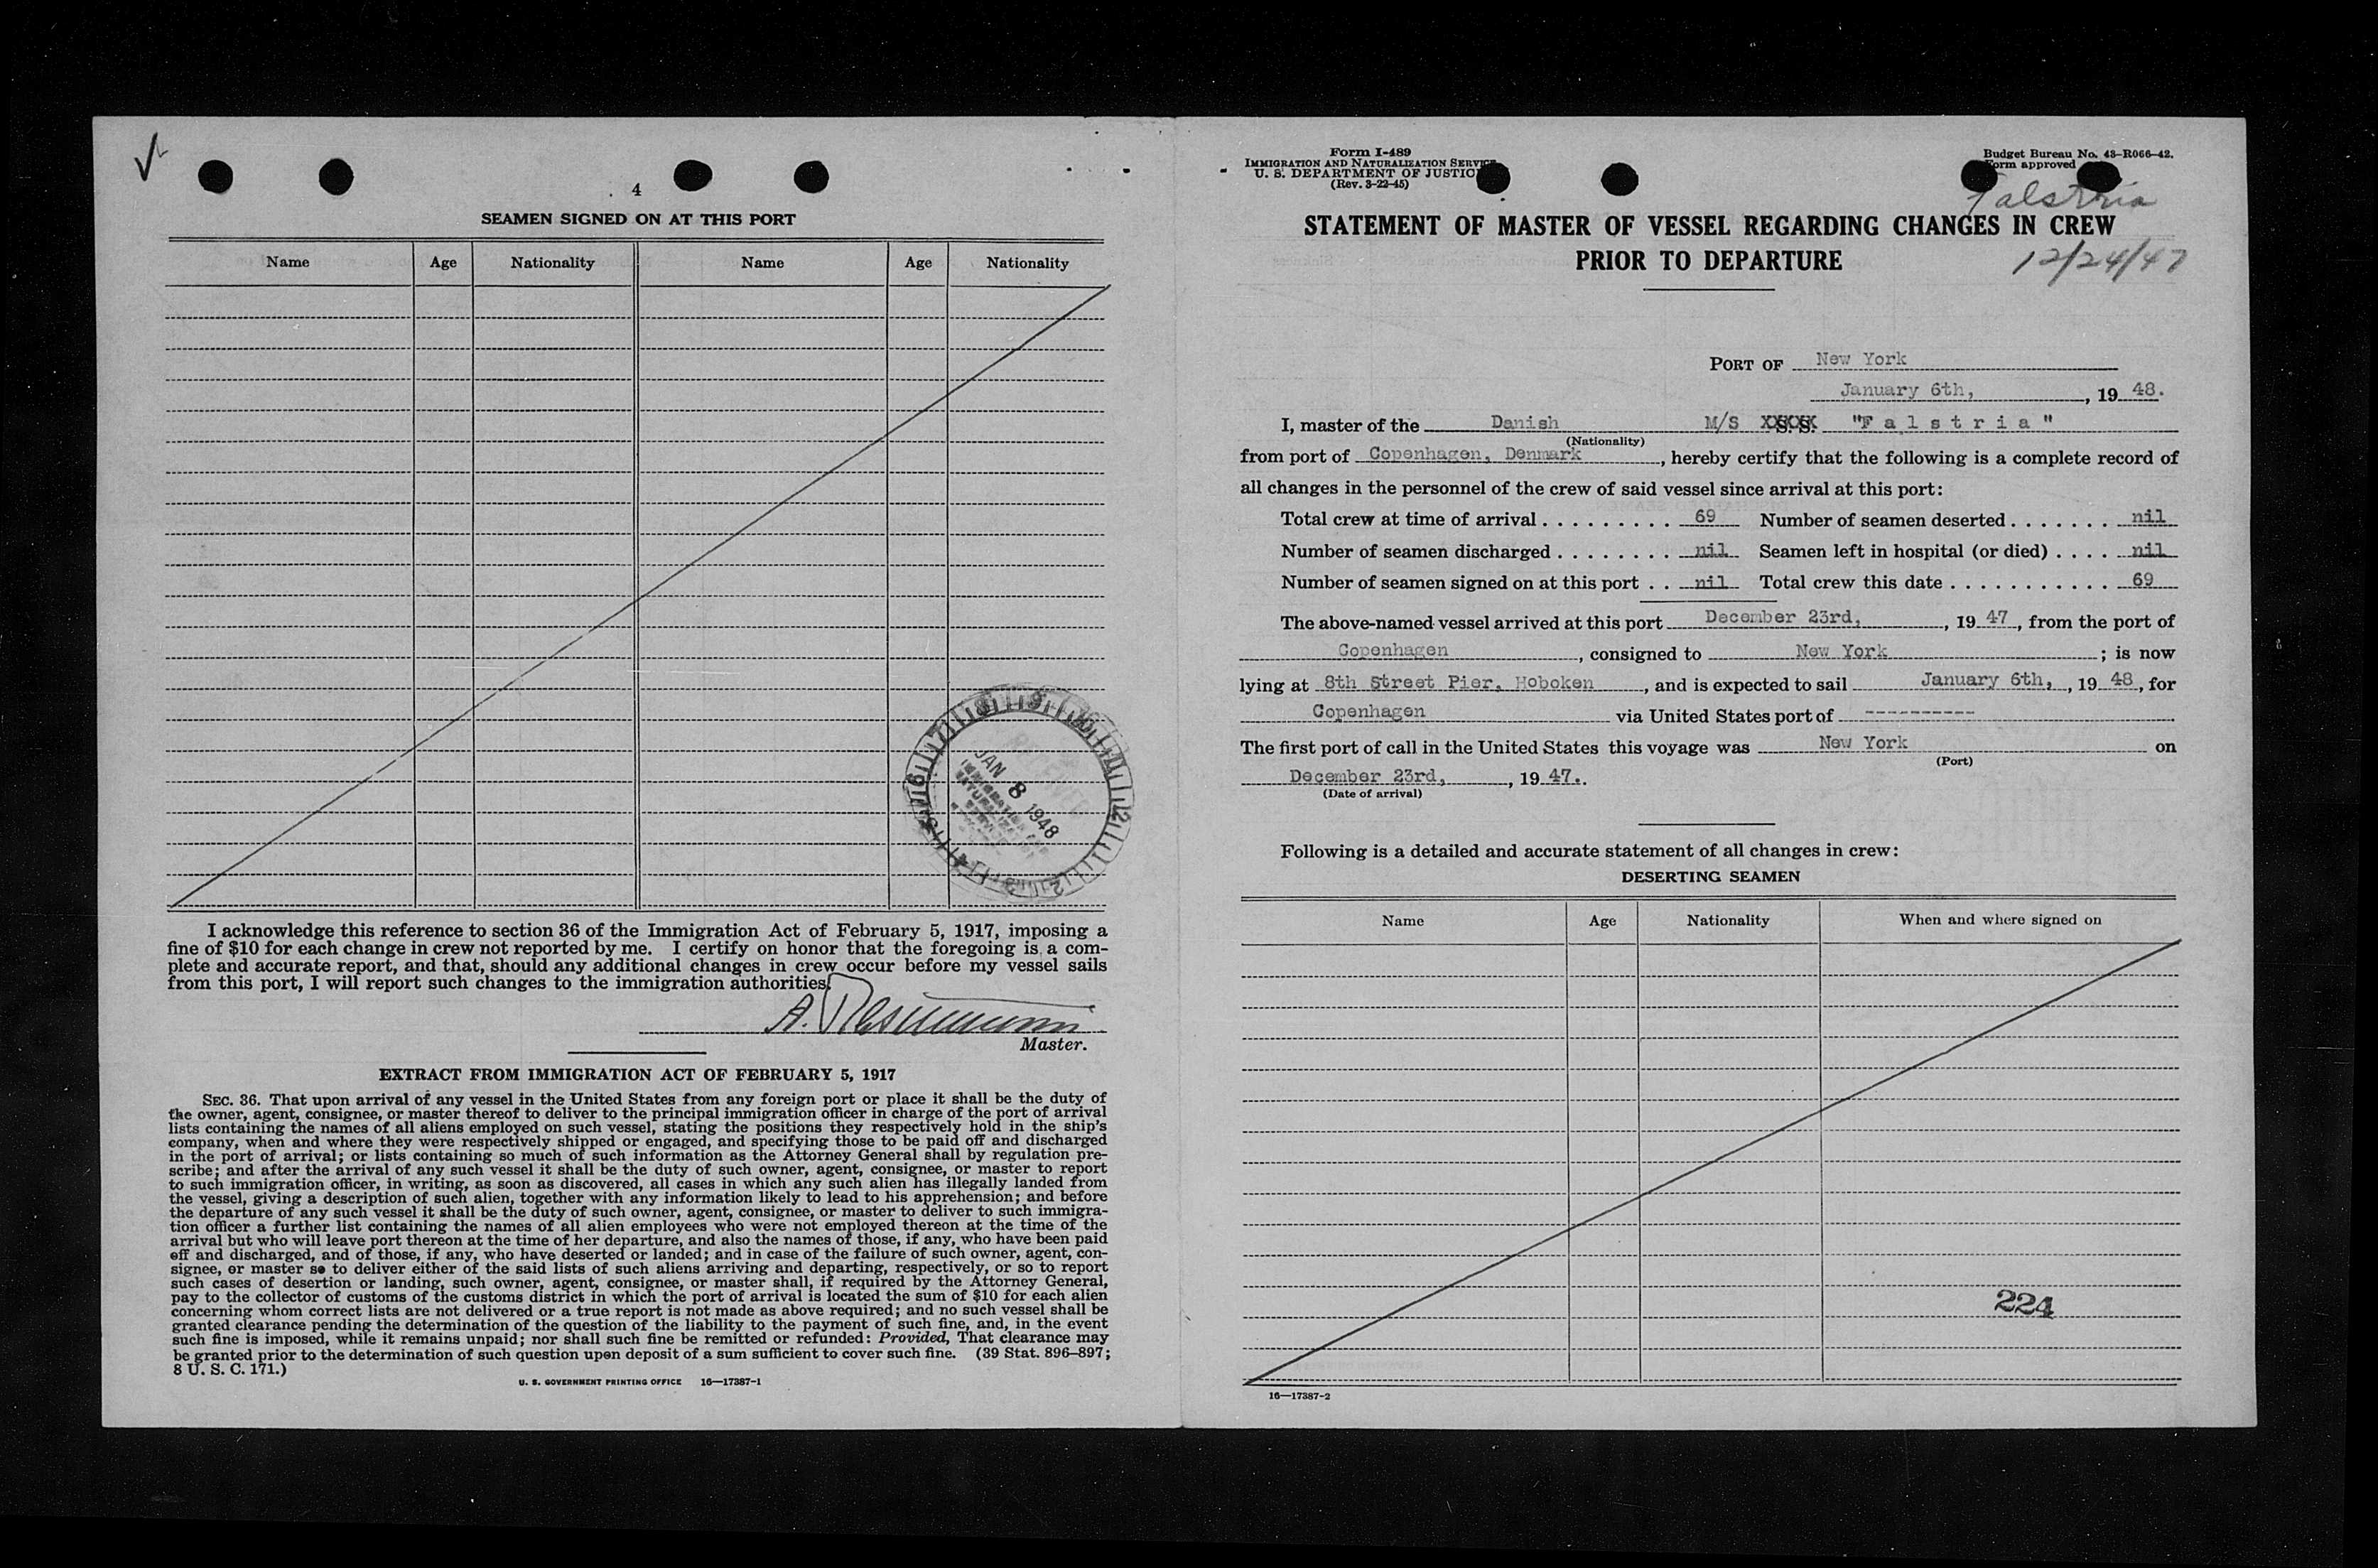 4
SEAMEN SIGNED ON AT THIS PORT
Name Age Nationality Name Age Nationality
JAN 8 1948
I acknowledge this reference to section 36 of the Immigration Act of February 5, 1917, imposing a
fine of $10 for each change in crew not reported by me. I certify on honor that the foregoing is a com-
plete and accurate report, and that, should any additional changes in crew occur before my vessel sails
from this port, I will report such changes to the immigration authorities.
Master.
EXTRACT FROM IMMIGRATION ACT OF FEBRUARY 5, 1917
SEC. 36. That upon arrival of any vessel in the United States from any foreign port or place it shall be the duty of
the owner, agent, consignee, or master thereof to deliver to the principal immigration officer in charge of the port of arrival
lists containing the names of all aliens employed on such vessel, stating the positions they respectively hold in the ship's
company, when and where they were respectively shipped or engaged, and specifying those to be paid off and discharged
in the port of arrival; or lists containing so much of such information as the Attorney General shall by regulation pre-
scribe; and after the arrival of any such vessel it shall be the duty of such owner, agent, consignee, or master to report
to such immigration officer, in writing, as soon as discovered, all cases in which any such alien has illegally landed from
the vessel, giving a description of such alien, together with any information likely to lead to his apprehension; and before
the departure of any such vessel it shall be the duty of such owner, agent, consignee, or master to deliver to such immigra-
tion officer a further list containing the names of all alien employees who were not employed thereon at the time of the
arrival but who will leave port thereon at the time of her departure, and also the names of those, if any, who have been paid
off and discharged, and of those, if any, who have deserted or landed; and in case of the failure of such owner, agent, con-
signee, or master so to deliver either of the said lists of such aliens arriving and departing, respectively, or so to report
such cases of desertion or landing, such owner, agent, consignee, or master shall, if required by the Attorney General,
pay to the collector of customs of the customs district in which the port of arrival is located the sum of $10 for each alien
concerning whom correct lists are not delivered or a true report is not made as above required; and no such vessel shall be
granted clearance pending the determination of the question of the liability to the payment of such fine, and, in the event
such fine is imposed, while it remains unpaid; nor shall such fine be remitted or refunded: Provided, That clearance may
be granted prior to the determination of such question upon deposit of a sum sufficient to cover such fine. (39 Stat. 896–897;
8 U. S. C. 171.)
U. S. GOVERNMENT PRINTING OFFICE 16—17387-1
Form I-489
IMMIGRATION AND NATURALIZATION SERVICE
U. S. DEPARTMENT OF JUSTICE
(Rev. 3-22-45)
Budget Bureau No. 43-R066-42.
Form approved
Falstria
STATEMENT OF MASTER OF VESSEL REGARDING CHANGES IN CREW
PRIOR TO DEPARTURE
12/24/47
PORT OF New York
January 6th, , 19 48.
I, master of the Danish M/S "F a l s t r i a"
(Nationality)
from port of Copenhagen, Denmark , hereby certify that the following is a complete record of
all changes in the personnel of the crew of said vessel since arrival at this port:
Total crew at time of arrival . . . . . . . . . 69 Number of seamen deserted . . . . . . . nil
Number of seamen discharged . . . . . . . . nil Seamen left in hospital (or died) . . . . nil
Number of seamen signed on at this port . . nil Total crew this date . . . . . . . . . . . 69
The above-named vessel arrived at this port December 23rd, , 19 47 , from the port of
Copenhagen , consigned to New York ; is now
lying at 8th Street Pier, Hoboken , and is expected to sail January 6th, , 19 48 , for
Copenhagen via United States port of ----------
The first port of call in the United States this voyage was New York on
(Port)
December 23rd, , 19 47.
(Date of arrival)
Following is a detailed and accurate statement of all changes in crew:
DESERTING SEAMEN
Name Age Nationality When and where signed on
224
16—17387-2